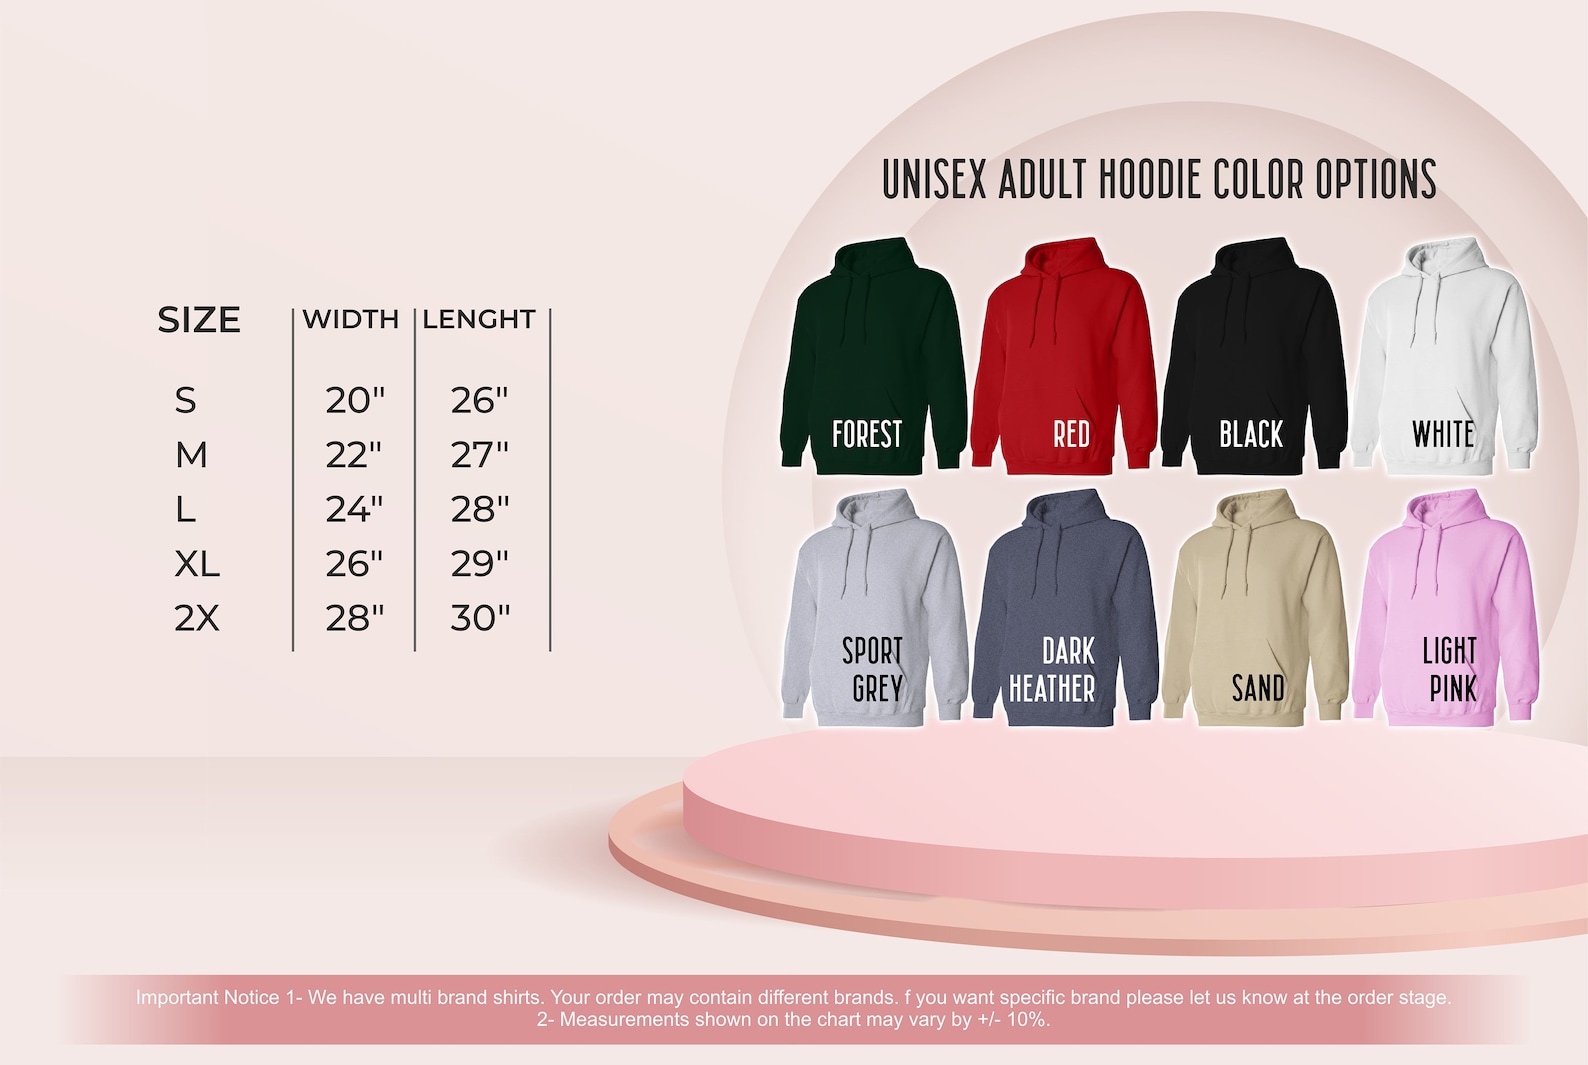 UNISEX ADULT HOODIE COLOR OPTIONS
SIZE WIDTH LENGHT
S 20" 26"
M 22" 27"
L 24" 28"
XL 26" 29"
2X 28" 30"
FOREST
RED
BLACK
WHITE
SPORT
GREY
DARK
HEATHER
SAND
LIGHT
PINK
Important Notice 1- We have multi brand shirts. Your order may contain different brands. f you want specific brand please let us know at the order stage.
2- Measurements shown on the chart may vary by +/- 10%.